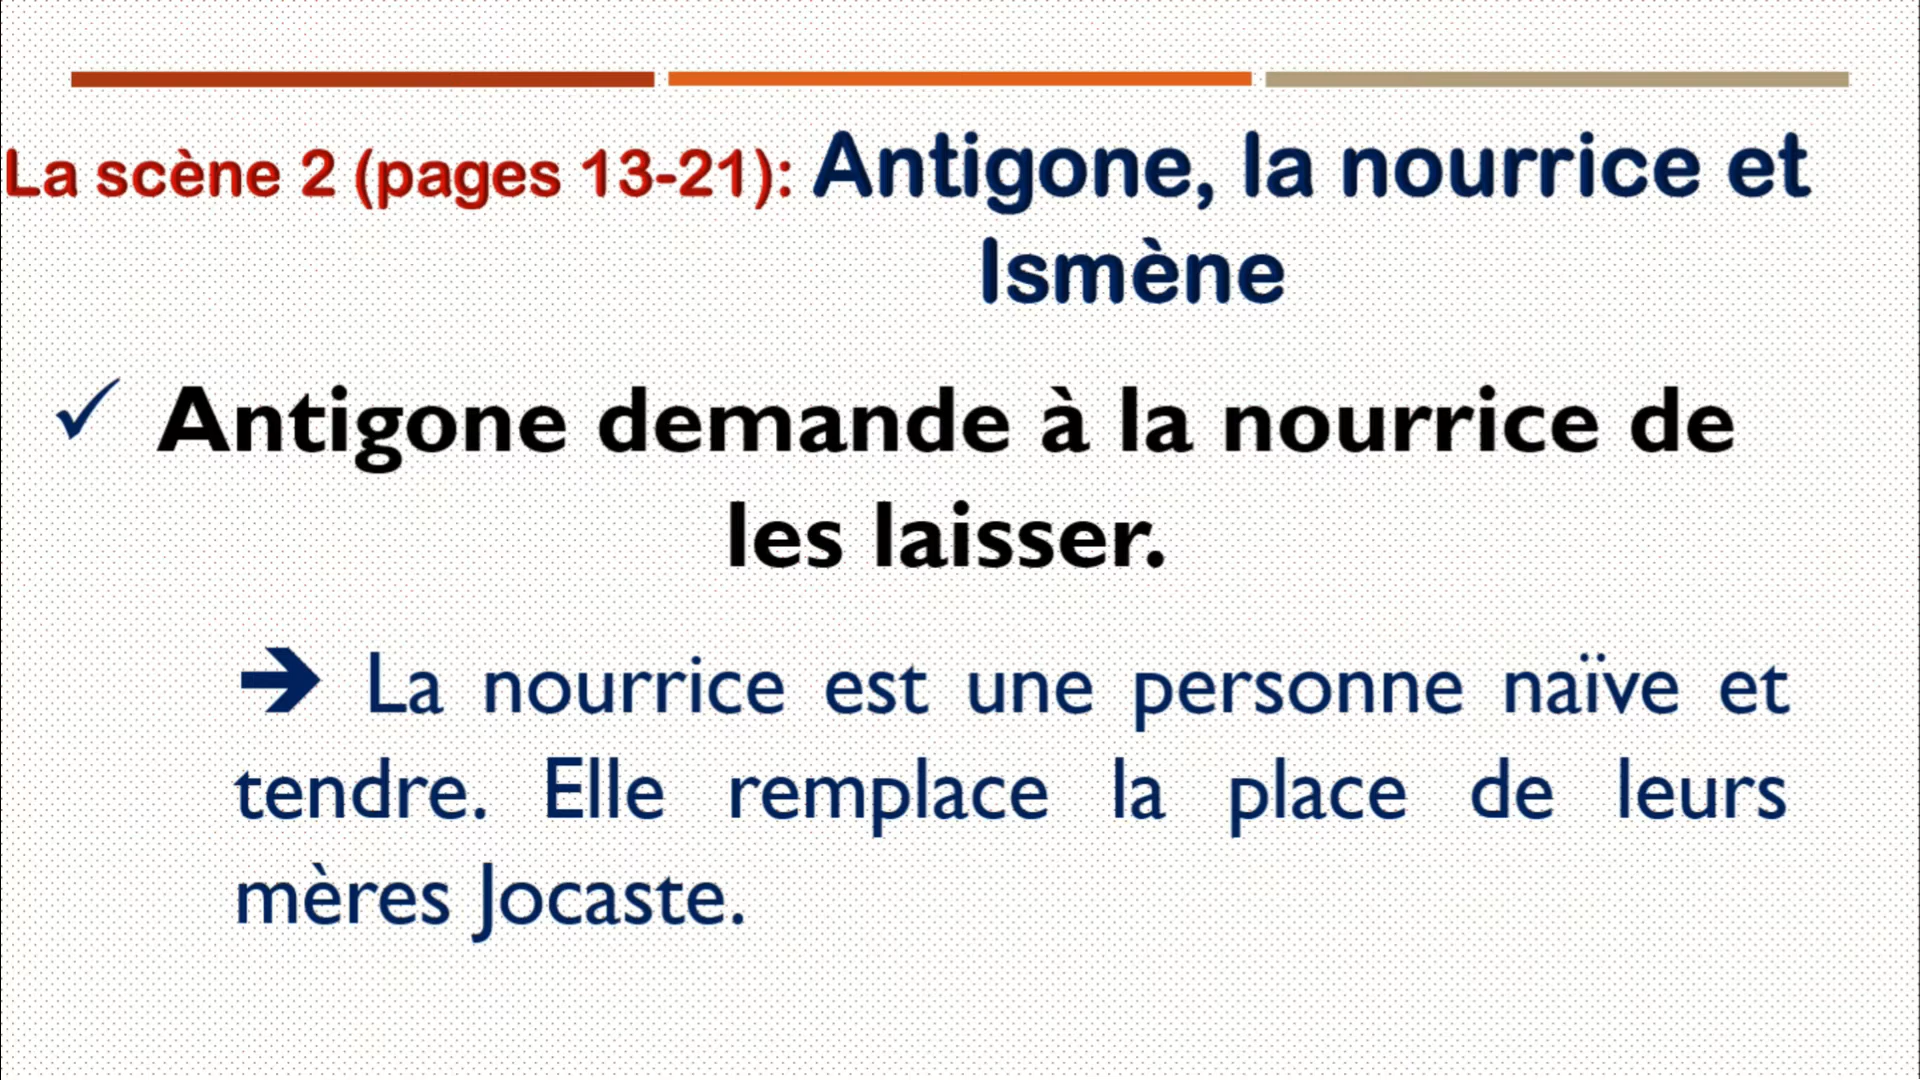 La scène 2 (pages 13-21): Antigone, la nourrice et
Ismène
✓ Antigone demande à la nourrice de
les laisser.
➔ La nourrice est une personne naïve et
tendre. Elle remplace la place de leurs
mères Jocaste.